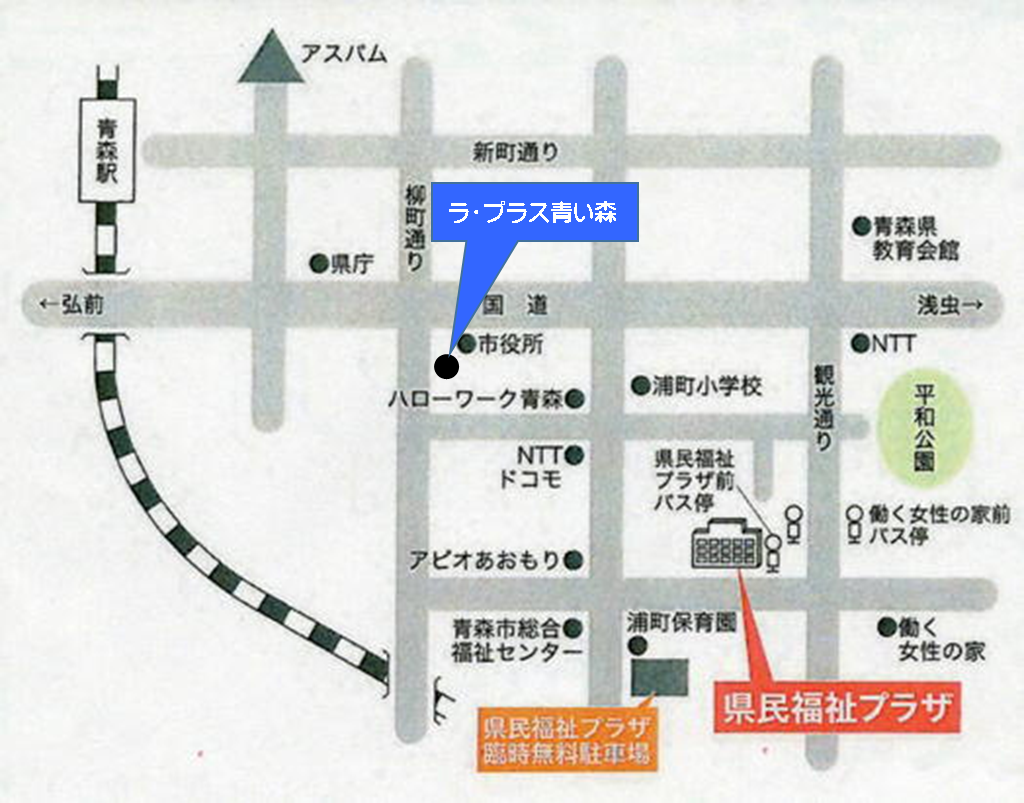 アスパム
青森駅
新町通り
柳町通り
ラ・プラス青い森
青森県
教育会館
県庁
←弘前
国 道
浅虫→
市役所
NTT
ハローワーク青森
浦町小学校
観光通り
平和公園
NTT
ドコモ
県民福祉
プラザ前
バス停
働く女性の家前
バス停
アピオあおもり
青森市総合
福祉センター
浦町保育園
働く
女性の家
県民福祉プラザ
県民福祉プラザ
臨時無料駐車場